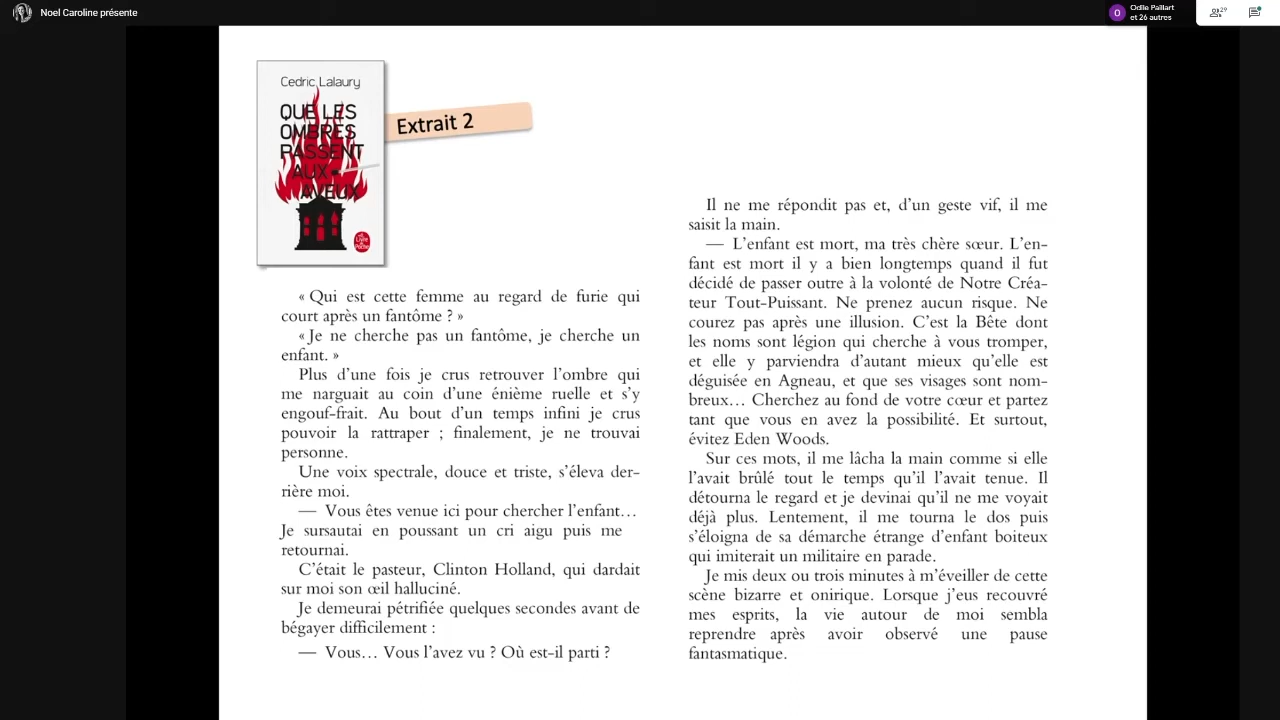 Noel Caroline présente
O
Odile Paillart
et 26 autres
29
Cedric Lalaury
QUE LES
OMBRES
PASSENT
AUX
AVEUX
Le
Livre
de
Poche
Extrait 2
« Qui est cette femme au regard de furie qui
court après un fantôme ? »
« Je ne cherche pas un fantôme, je cherche un
enfant. »
Plus d’une fois je crus retrouver l’ombre qui
me narguait au coin d’une énième ruelle et s’y
engouf-frait. Au bout d’un temps infini je crus
pouvoir la rattraper ; finalement, je ne trouvai
personne.
Une voix spectrale, douce et triste, s’éleva der-
rière moi.
— Vous êtes venue ici pour chercher l’enfant…
Je sursautai en poussant un cri aigu puis me
retournai.
C’était le pasteur, Clinton Holland, qui dardait
sur moi son œil halluciné.
Je demeurai pétrifiée quelques secondes avant de
bégayer difficilement :
— Vous… Vous l’avez vu ? Où est-il parti ?
Il ne me répondit pas et, d’un geste vif, il me
saisit la main.
— L’enfant est mort, ma très chère sœur. L’en-
fant est mort il y a bien longtemps quand il fut
décidé de passer outre à la volonté de Notre Créa-
teur Tout-Puissant. Ne prenez aucun risque. Ne
courez pas après une illusion. C’est la Bête dont
les noms sont légion qui cherche à vous tromper,
et elle y parviendra d’autant mieux qu’elle est
déguisée en Agneau, et que ses visages sont nom-
breux… Cherchez au fond de votre cœur et partez
tant que vous en avez la possibilité. Et surtout,
évitez Eden Woods.
Sur ces mots, il me lâcha la main comme si elle
l’avait brûlé tout le temps qu’il l’avait tenue. Il
détourna le regard et je devinai qu’il ne me voyait
déjà plus. Lentement, il me tourna le dos puis
s’éloigna de sa démarche étrange d’enfant boiteux
qui imiterait un militaire en parade.
Je mis deux ou trois minutes à m’éveiller de cette
scène bizarre et onirique. Lorsque j’eus recouvré
mes esprits, la vie autour de moi sembla
reprendre après avoir observé une pause
fantasmatique.